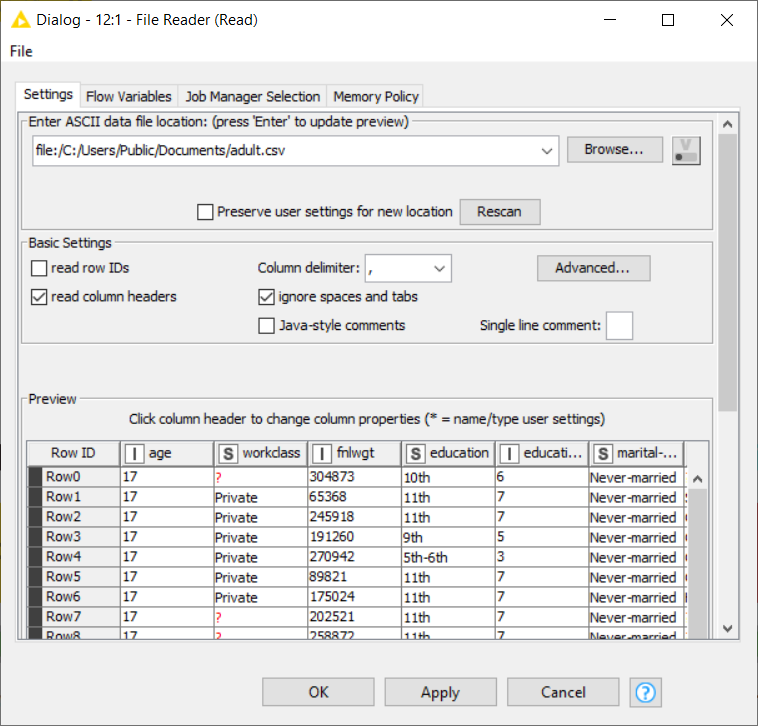 Dialog - 12:1 - File Reader (Read)
File
Settings Flow Variables Job Manager Selection Memory Policy
Enter ASCII data file location: (press 'Enter' to update preview)
file:/C:/Users/Public/Documents/adult.csv Browse... V
Preserve user settings for new location Rescan
Basic Settings
read row IDs Column delimiter: , Advanced...
read column headers ignore spaces and tabs
Java-style comments Single line comment:
Preview
Click column header to change column properties (* = name/type user settings)
Row ID I age S workclass I fnlwgt S education I educati... S marital-...
Row0 17 ? 304873 10th 6 Never-married
Row1 17 Private 65368 11th 7 Never-married
Row2 17 Private 245918 11th 7 Never-married
Row3 17 Private 191260 9th 5 Never-married
Row4 17 Private 270942 5th-6th 3 Never-married
Row5 17 Private 89821 11th 7 Never-married
Row6 17 Private 175024 11th 7 Never-married
Row7 17 ? 202521 11th 7 Never-married
Row8 17 ? 258872 11th 7 Never-married
OK Apply Cancel ?